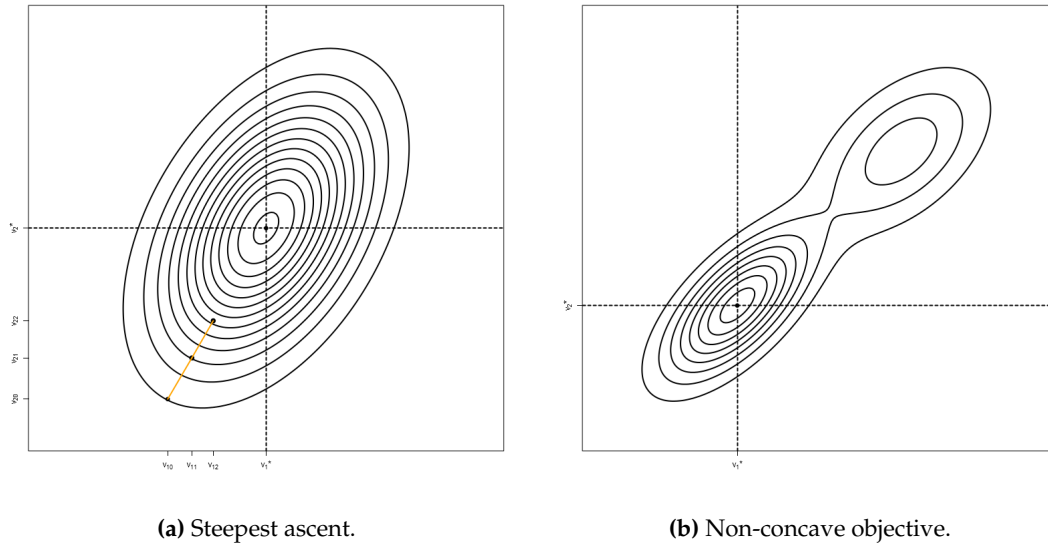 v2*
v22
v21
v20
v10 v11 v12 v1*
v2*
v1*
(a) Steepest ascent.
(b) Non-concave objective.